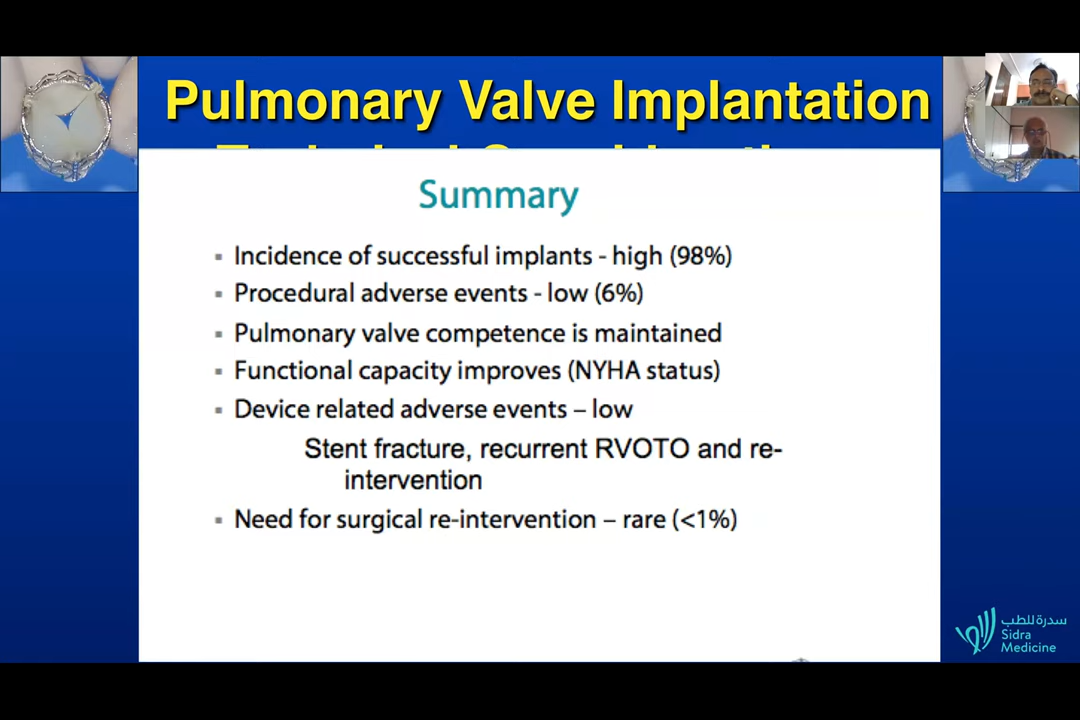 Pulmonary Valve Implantation
Summary
▪ Incidence of successful implants - high (98%)
▪ Procedural adverse events - low (6%)
▪ Pulmonary valve competence is maintained
▪ Functional capacity improves (NYHA status)
▪ Device related adverse events – low
Stent fracture, recurrent RVOTO and re-
intervention
▪ Need for surgical re-intervention – rare (<1%)
سدرة للطب
Sidra
Medicine